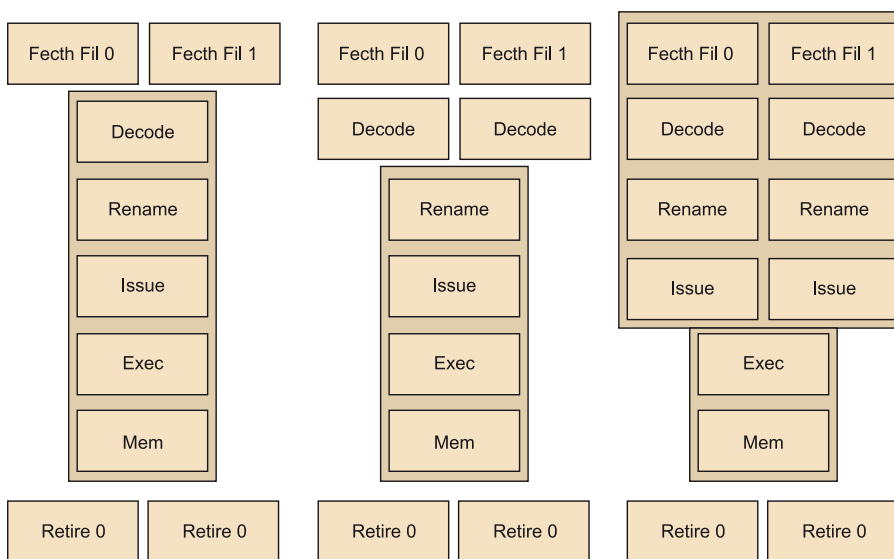 Fecth Fil 0
Fecth Fil 1
Decode
Rename
Issue
Exec
Mem
Retire 0
Retire 0
Fecth Fil 0
Fecth Fil 1
Decode
Decode
Rename
Issue
Exec
Mem
Retire 0
Retire 0
Fecth Fil 0
Fecth Fil 1
Decode
Decode
Rename
Rename
Issue
Issue
Exec
Mem
Retire 0
Retire 0